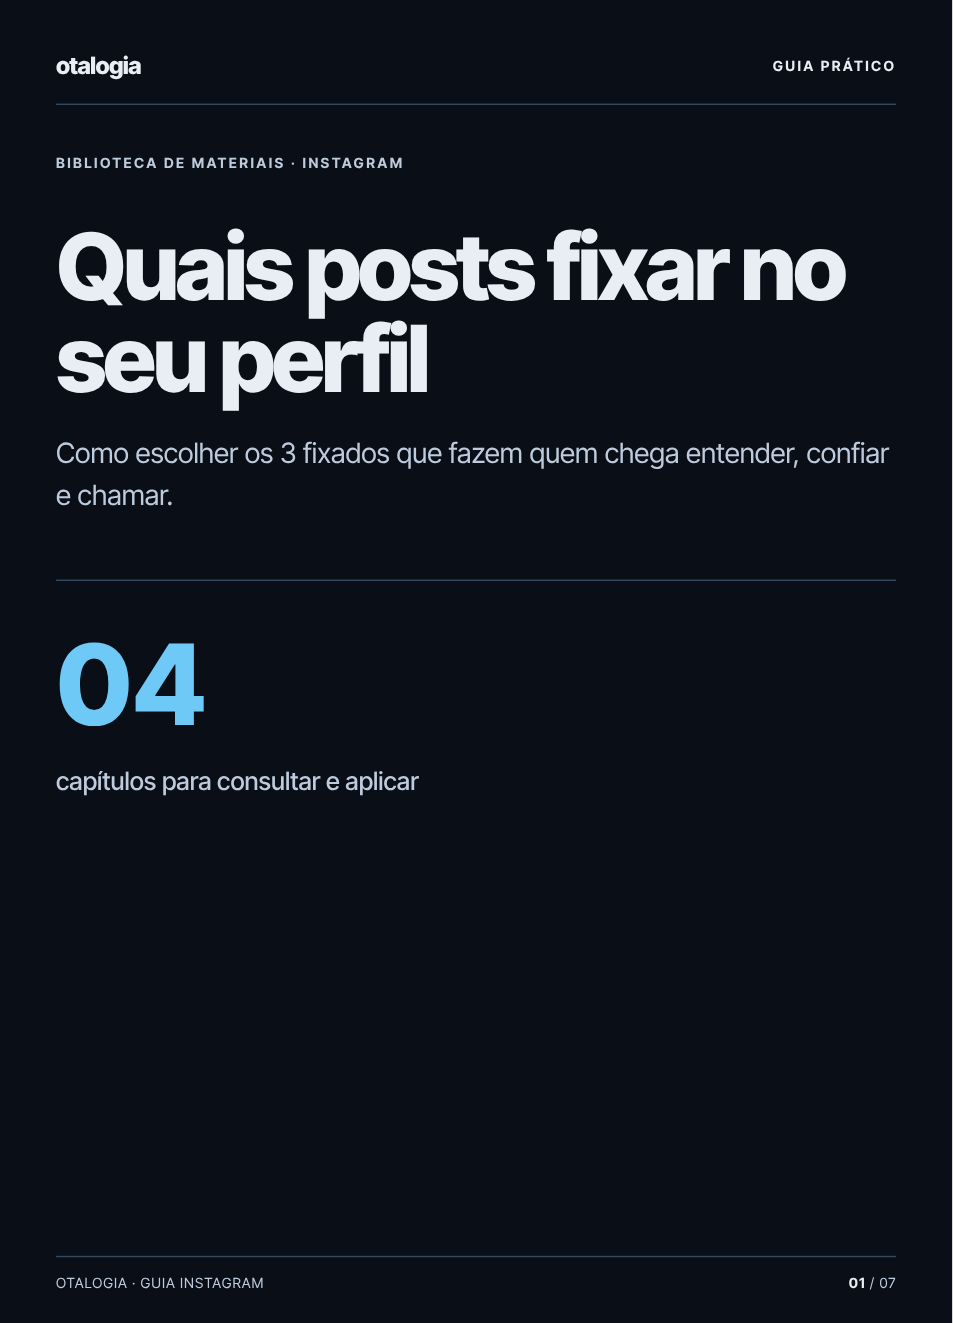 otalogia
GUIA PRÁTICO
BIBLIOTECA DE MATERIAIS · INSTAGRAM
Quais posts fixar no
seu perfil
Como escolher os 3 fixados que fazem quem chega entender, confiar
e chamar.
04
capítulos para consultar e aplicar
OTALOGIA · GUIA INSTAGRAM
01 / 07